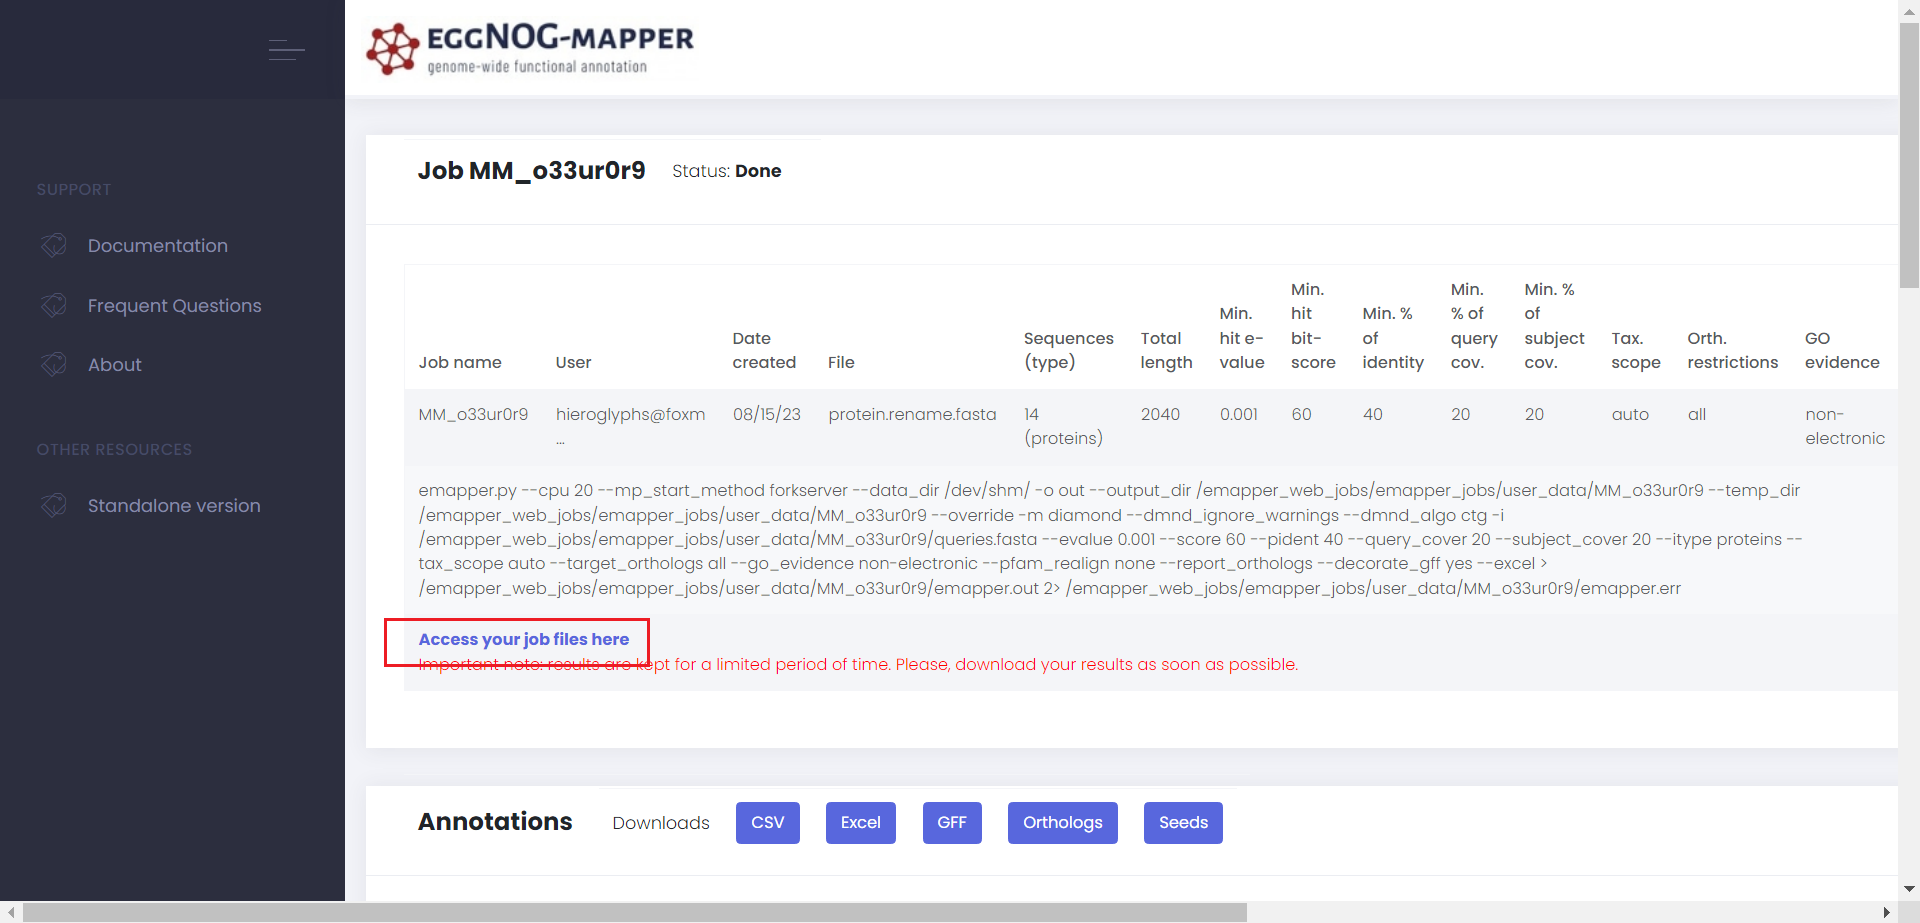 EGGNOG-MAPPER
genome-wide functional annotation
SUPPORT
Documentation
Frequent Questions
About
OTHER RESOURCES
Standalone version
Job MM_o33ur0r9 Status: Done
Job name User Date created File Sequences (type) Total length Min. hit e-value Min. hit bit-score Min. % of identity Min. % of query cov. Min. % of subject cov. Tax. scope Orth. restrictions GO evidence
MM_o33ur0r9 hieroglyphs@foxm ... 08/15/23 protein.rename.fasta 14 (proteins) 2040 0.001 60 40 20 20 auto all non-electronic
emapper.py --cpu 20 --mp_start_method forkserver --data_dir /dev/shm/ -o out --output_dir /emapper_web_jobs/emapper_jobs/user_data/MM_o33ur0r9 --temp_dir
/emapper_web_jobs/emapper_jobs/user_data/MM_o33ur0r9 --override -m diamond --dmnd_ignore_warnings --dmnd_algo ctg -i
/emapper_web_jobs/emapper_jobs/user_data/MM_o33ur0r9/queries.fasta --evalue 0.001 --score 60 --pident 40 --query_cover 20 --subject_cover 20 --itype proteins --
tax_scope auto --target_orthologs all --go_evidence non-electronic --pfam_realign none --report_orthologs --decorate_gff yes --excel >
/emapper_web_jobs/emapper_jobs/user_data/MM_o33ur0r9/emapper.out 2> /emapper_web_jobs/emapper_jobs/user_data/MM_o33ur0r9/emapper.err
Access your job files here
Important note: results are kept for a limited period of time. Please, download your results as soon as possible.
Annotations Downloads CSV Excel GFF Orthologs Seeds